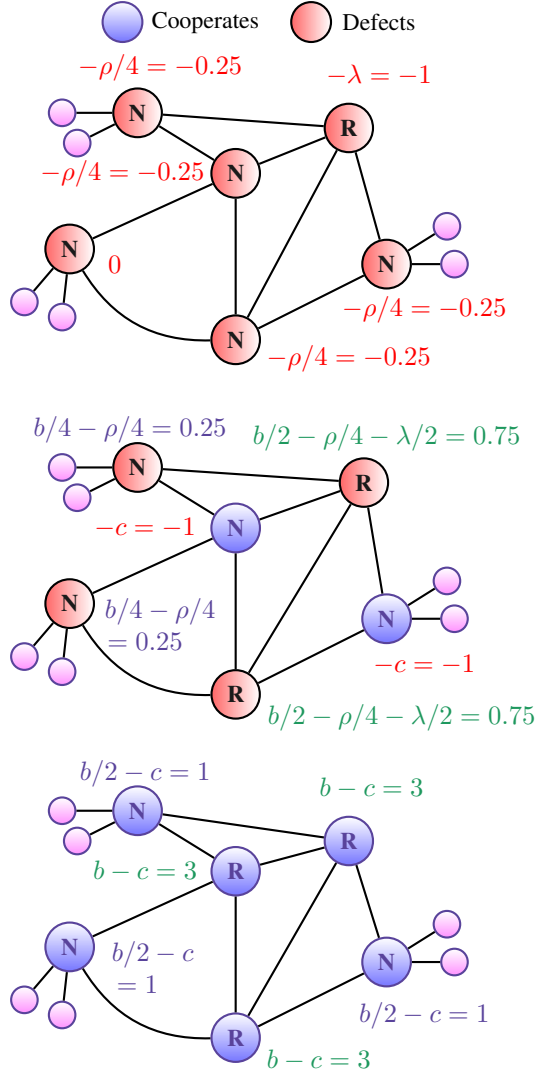 Cooperates Defects
−ρ/4 = −0.25 −λ = −1
N R
−ρ/4 = −0.25 N
N 0 N
−ρ/4 = −0.25
N −ρ/4 = −0.25
b/4 − ρ/4 = 0.25 b/2 − ρ/4 − λ/2 = 0.75
N R
−c = −1 N
N b/4 − ρ/4
= 0.25 N
−c = −1
R b/2 − ρ/4 − λ/2 = 0.75
b/2 − c = 1 b − c = 3
N R
b − c = 3 R
N b/2 − c
= 1 N
b/2 − c = 1
R b − c = 3